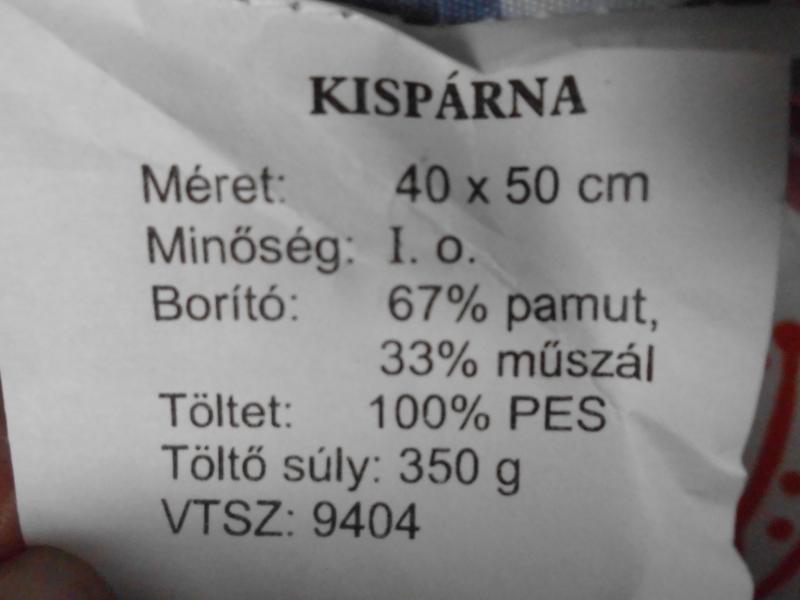 KISPÁRNA
Méret: 40 x 50 cm
Minőség: I. o.
Borító: 67% pamut,
33% műszál
Töltet: 100% PES
Töltő súly: 350 g
VTSZ: 9404